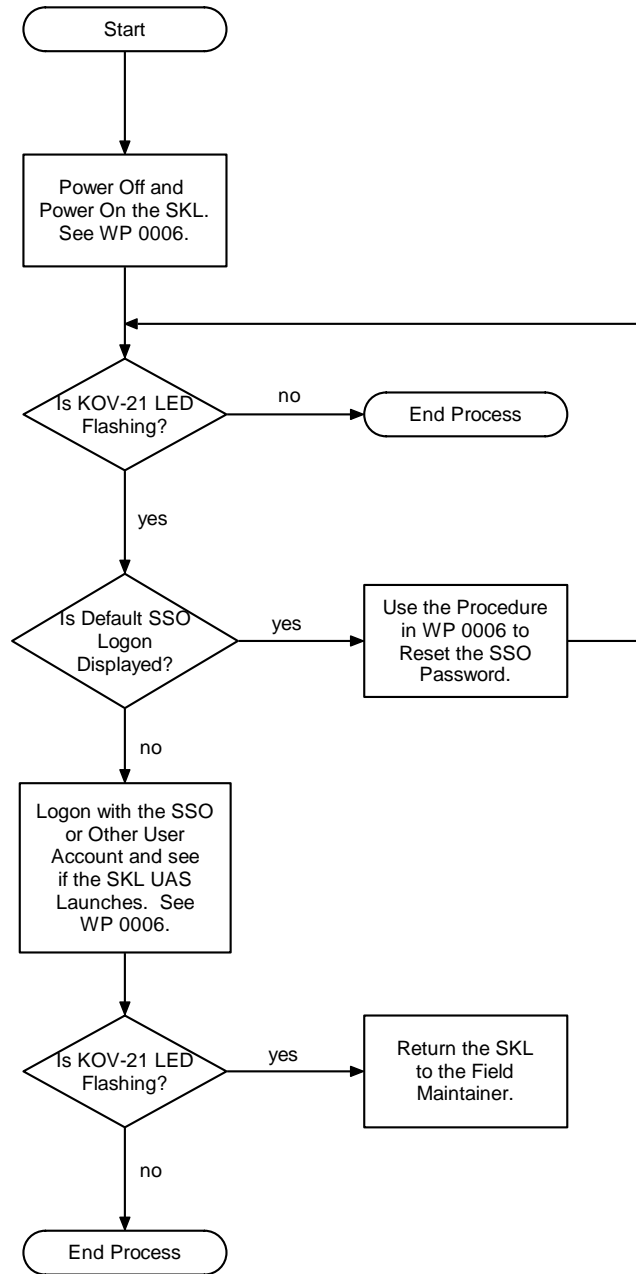 Start
Power Off and
Power On the SKL.
See WP 0006.
Is KOV-21 LED
Flashing?
no
End Process
yes
Is Default SSO
Logon
Displayed?
yes
Use the Procedure
in WP 0006 to
Reset the SSO
Password.
no
Logon with the SSO
or Other User
Account and see
if the SKL UAS
Launches.  See
WP 0006.
Is KOV-21 LED
Flashing?
yes
Return the SKL
to the Field
Maintainer.
no
End Process